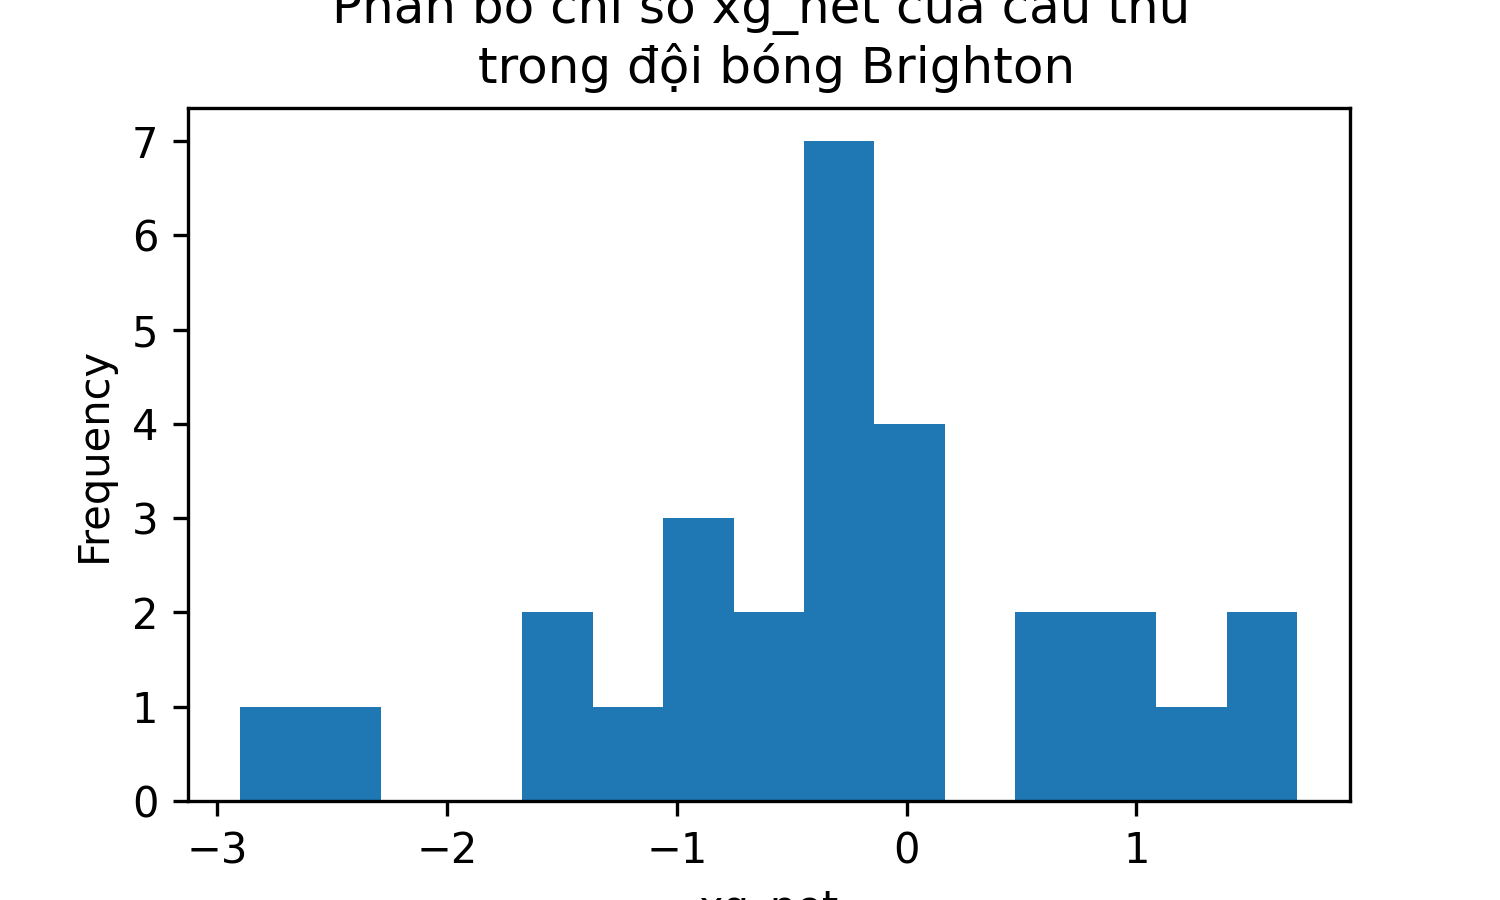 Phân bố chỉ số xg_net của cầu thủ
trong đội bóng Brighton
7
6
5
4
3
2
1
0
Frequency
−3 −2 −1 0 1
xg_net